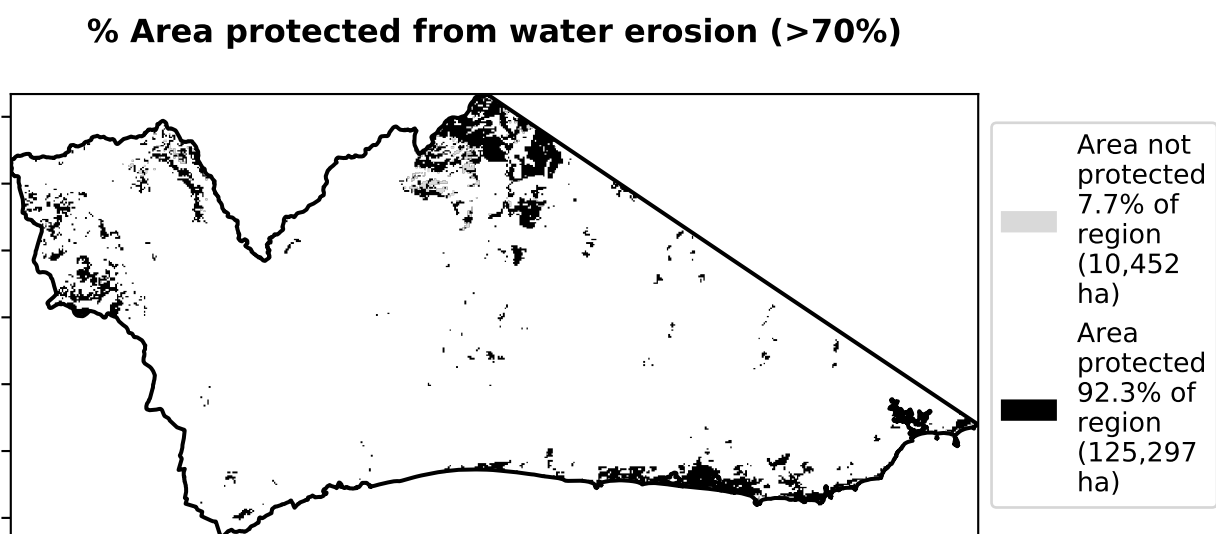 % Area protected from water erosion (>70%)
Area not
protected
7.7% of
region
(10,452
ha)
Area
protected
92.3% of
region
(125,297
ha)